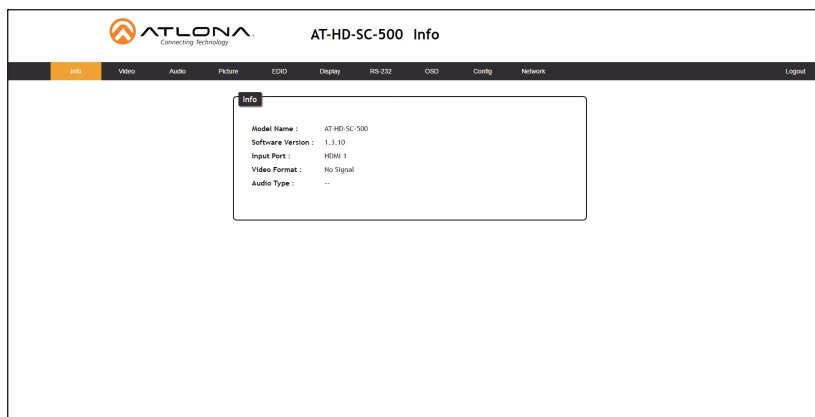 ATLONA.
Connecting Technology
AT-HD-SC-500 Info
Info Video Audio Picture EDID Display RS-232 OSD Config Network Logout
Info
Model Name : AT-HD-SC-500
Software Version : 1.3.10
Input Port : HDMI 1
Video Format : No Signal
Audio Type : --